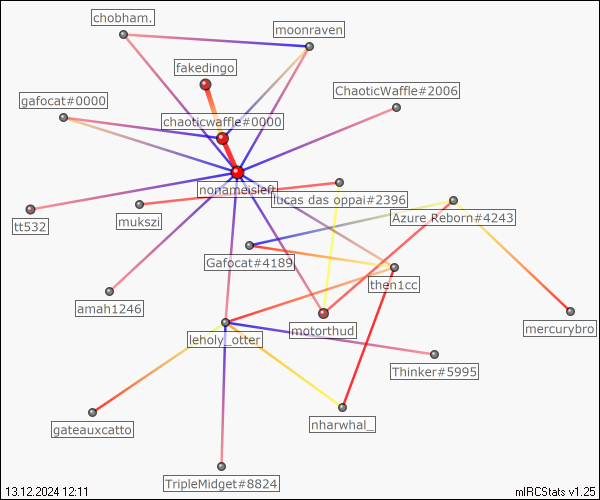 chobham.
moonraven
fakedingo
ChaoticWaffle#2006
gafocat#0000
chaoticwaffle#0000
nonameisleft
lucas das oppai#2396
tt532
mukszi
Azure Reborn#4243
Gafocat#4189
then1cc
amah1246
motorthud
mercurybro
leholy_otter
Thinker#5995
gateauxcatto
nharwhal_
TripleMidget#8824
13.12.2024 12:11
mIRCStats v1.25